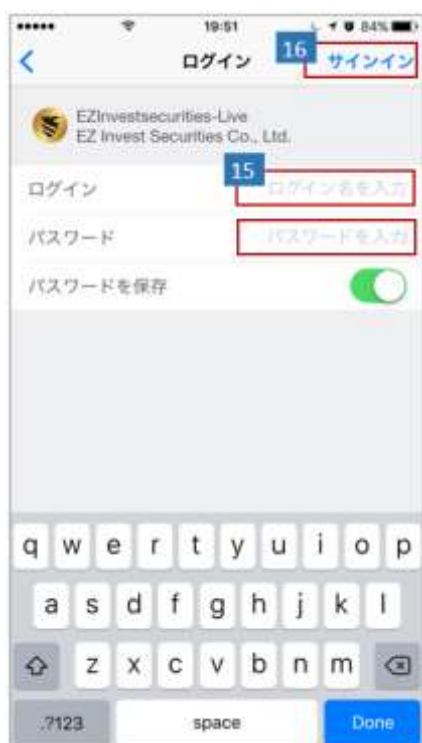 19:51
84%
ログイン
16
サインイン
EZInvestsecurities-Live
EZ Invest Securities Co., Ltd.
15
ログイン
ログイン名を入力
パスワード
パスワードを入力
パスワードを保存
q w e r t y u i o p
a s d f g h j k l
z x c v b n m
.?123
space
Done